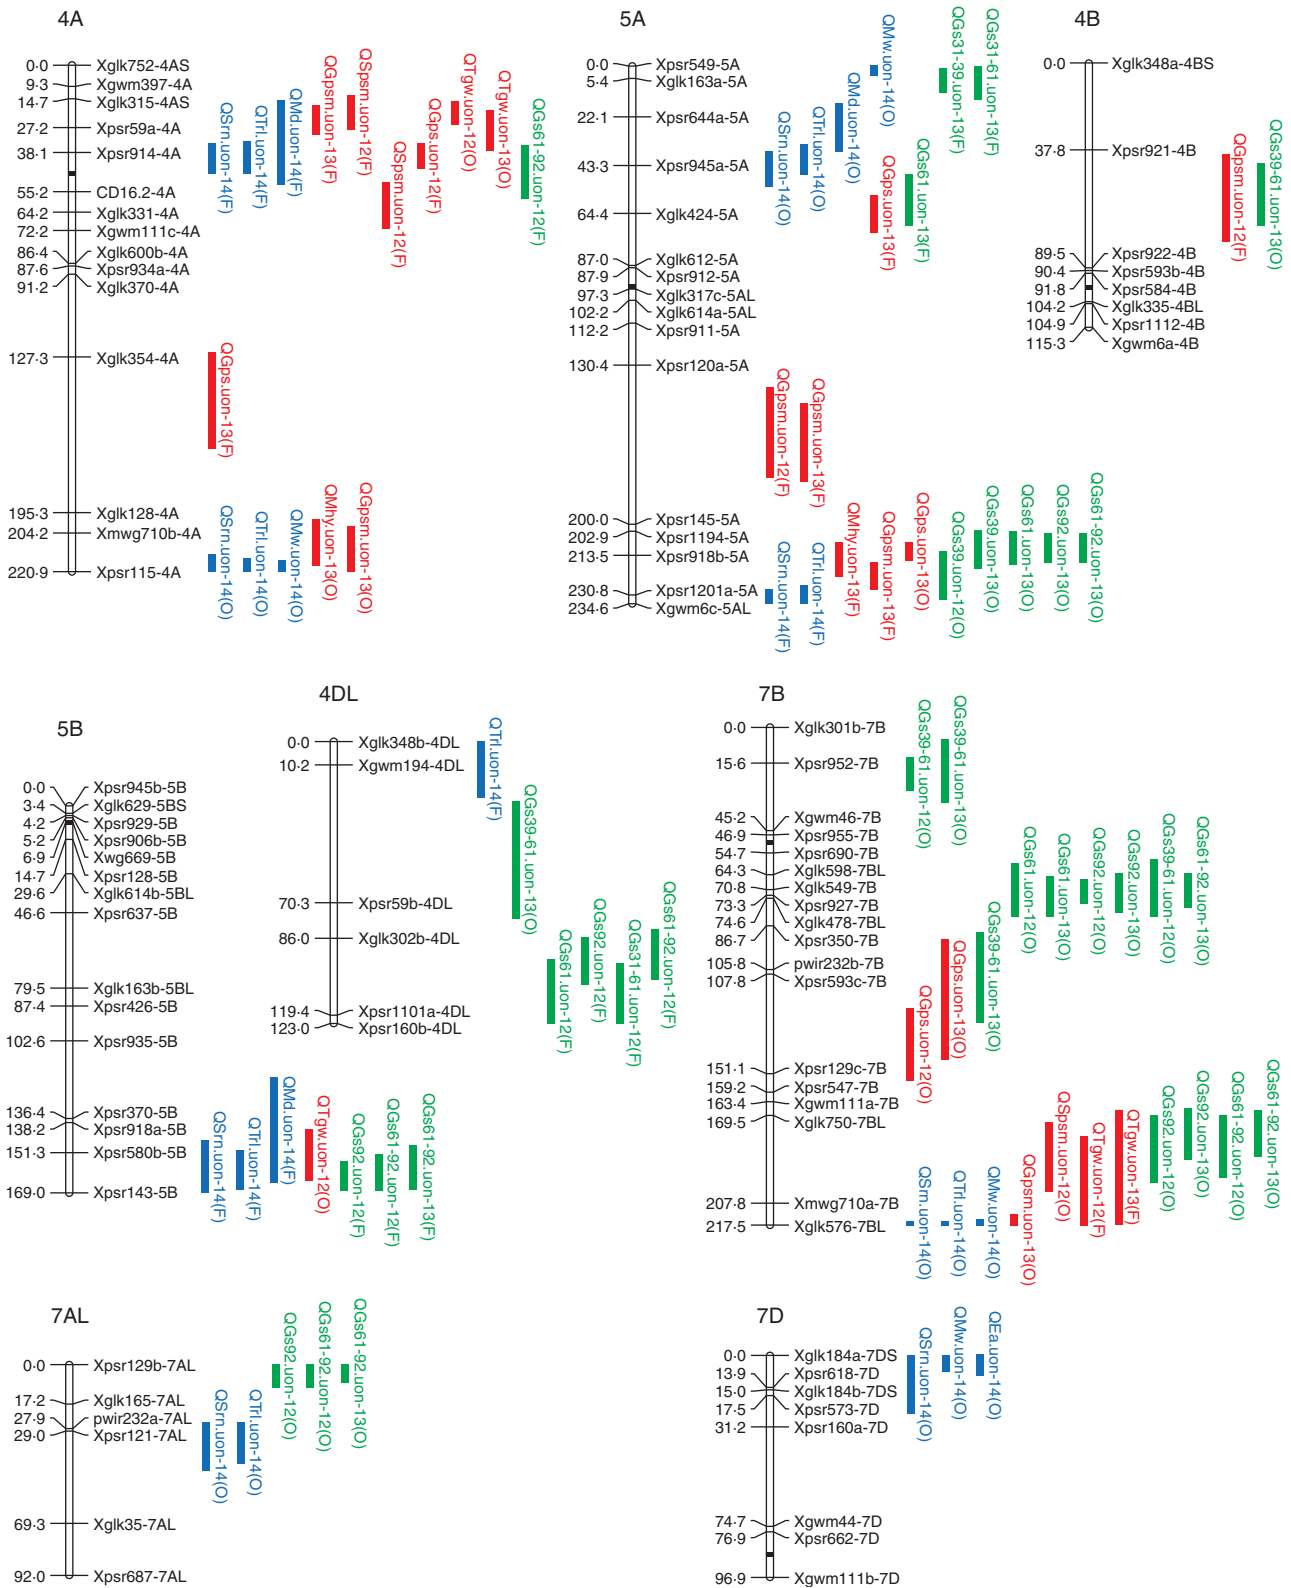 4A
0·0 Xglk752-4AS
9·3 Xgwm397-4A
14·7 Xglk315-4AS
27·2 Xpsr59a-4A
38·1 Xpsr914-4A
55·2 CD16.2-4A
64·2 Xglk331-4A
72·2 Xgwm111c-4A
86·4 Xglk600b-4A
87·6 Xpsr934a-4A
91·2 Xglk370-4A
127·3 Xglk354-4A
195·3 Xglk128-4A
204·2 Xmwg710b-4A
220·9 Xpsr115-4A
QSrn.uon-14(F)
QTrl.uon-14(F)
QMd.uon-14(F)
QGpsm.uon-13(F)
QSpsm.uon-12(F)
QSpsm.uon-12(F)
QGps.uon-12(F)
QTgw.uon-12(O)
QTgw.uon-13(O)
QGs61-92.uon-12(F)
QGps.uon-13(F)
QSrn.uon-14(O)
QTrl.uon-14(O)
QMw.uon-14(O)
QMhy.uon-13(O)
QGpsm.uon-13(O)
5A
0·0 Xpsr549-5A
5·4 Xglk163a-5A
22·1 Xpsr644a-5A
43·3 Xpsr945a-5A
64·4 Xglk424-5A
87·0 Xglk612-5A
87·9 Xpsr912-5A
97·3 Xglk317c-5AL
102·2 Xglk614a-5AL
112·2 Xpsr911-5A
130·4 Xpsr120a-5A
200·0 Xpsr145-5A
202·9 Xpsr1194-5A
213·5 Xpsr918b-5A
230·8 Xpsr1201a-5A
234·6 Xgwm6c-5AL
QSrn.uon-14(O)
QTrl.uon-14(O)
QMd.uon-14(O)
QMw.uon-14(O)
QGps.uon-13(F)
QGs61.uon-13(F)
QGs31-39.uon-13(F)
QGs31-61.uon-13(F)
QGpsm.uon-12(F)
QGpsm.uon-13(F)
QSrn.uon-14(F)
QTrl.uon-14(F)
QMhy.uon-13(F)
QGpsm.uon-13(F)
QGps.uon-13(O)
QGs39.uon-12(O)
QGs39.uon-13(O)
QGs61.uon-13(O)
QGs92.uon-13(O)
QGs61-92.uon-13(O)
4B
0·0 Xglk348a-4BS
37·8 Xpsr921-4B
89·5 Xpsr922-4B
90·4 Xpsr593b-4B
91·8 Xpsr584-4B
104·2 Xglk335-4BL
104·9 Xpsr1112-4B
115·3 Xgwm6a-4B
QGpsm.uon-12(F)
QGs39-61.uon-13(O)
5B
0·0 Xpsr945b-5B
3·4 Xglk629-5BS
4·2 Xpsr929-5B
5·2 Xpsr906b-5B
6·9 Xwg669-5B
14·7 Xpsr128-5B
29·6 Xglk614b-5BL
46·6 Xpsr637-5B
79·5 Xglk163b-5BL
87·4 Xpsr426-5B
102·6 Xpsr935-5B
136·4 Xpsr370-5B
138·2 Xpsr918a-5B
151·3 Xpsr580b-5B
169·0 Xpsr143-5B
QSrn.uon-14(F)
QTrl.uon-14(F)
QMd.uon-14(F)
QTgw.uon-12(O)
QGs92.uon-12(F)
QGs61-92.uon-12(F)
QGs61-92.uon-13(F)
4DL
0·0 Xglk348b-4DL
10·2 Xgwm194-4DL
70·3 Xpsr59b-4DL
86·0 Xglk302b-4DL
119·4 Xpsr1101a-4DL
123·0 Xpsr160b-4DL
QTrl.uon-14(F)
QGs39-61.uon-13(O)
QGs61.uon-12(F)
QGs92.uon-12(F)
QGs31-61.uon-12(F)
QGs61-92.uon-12(F)
7B
0·0 Xglk301b-7B
15·6 Xpsr952-7B
45·2 Xgwm46-7B
46·9 Xpsr955-7B
54·7 Xpsr690-7B
64·3 Xglk598-7BL
70·8 Xglk549-7B
73·3 Xpsr927-7B
74·6 Xglk478-7BL
86·7 Xpsr350-7B
105·8 pwir232b-7B
107·8 Xpsr593c-7B
151·1 Xpsr129c-7B
159·2 Xpsr547-7B
163·4 Xgwm111a-7B
169·5 Xglk750-7BL
207·8 Xmwg710a-7B
217·5 Xglk576-7BL
QGs39-61.uon-12(O)
QGs39-61.uon-13(O)
QGps.uon-12(O)
QGps.uon-13(O)
QGs39-61.uon-13(O)
QGs61.uon-12(O)
QGs61.uon-13(O)
QGs92.uon-12(O)
QGs92.uon-13(O)
QGs39-61.uon-12(O)
QGs61-92.uon-13(O)
QSrn.uon-14(O)
QTrl.uon-14(O)
QMw.uon-14(O)
QGpsm.uon-13(O)
QSpsm.uon-12(O)
QTgw.uon-12(F)
QTgw.uon-13(F)
QGs92.uon-12(O)
QGs92.uon-13(O)
QGs61-92.uon-12(O)
QGs61-92.uon-13(O)
7AL
0·0 Xpsr129b-7AL
17·2 Xglk165-7AL
27·9 pwir232a-7AL
29·0 Xpsr121-7AL
69·3 Xglk35-7AL
92·0 Xpsr687-7AL
QSrn.uon-14(O)
QTrl.uon-14(O)
QGs92.uon-12(O)
QGs61-92.uon-12(O)
QGs61-92.uon-13(O)
7D
0·0 Xglk184a-7DS
13·9 Xpsr618-7D
15·0 Xglk184b-7DS
17·5 Xpsr573-7D
31·2 Xpsr160a-7D
74·7 Xgwm44-7D
76·9 Xpsr662-7D
96·9 Xgwm111b-7D
QSrn.uon-14(O)
QMw.uon-14(O)
QEa.uon-14(O)